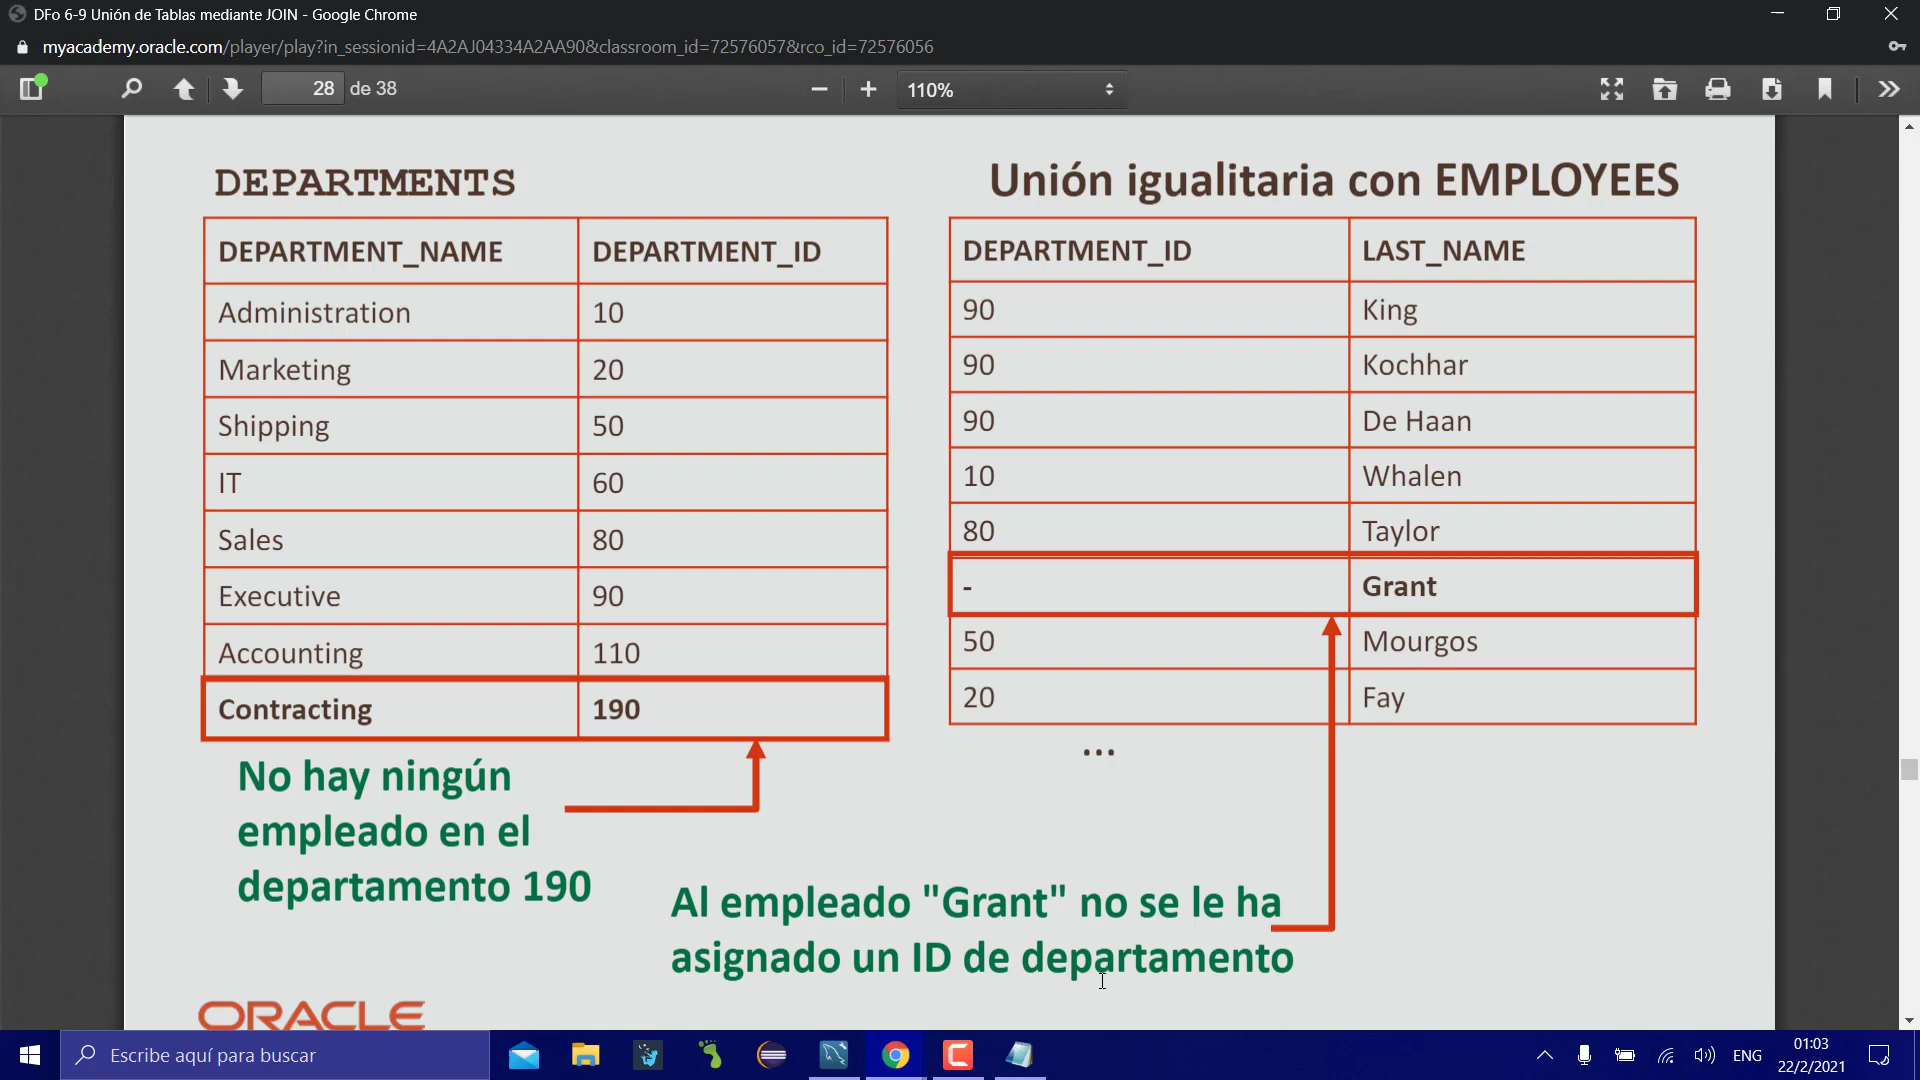 DFo 6-9 Unión de Tablas mediante JOIN - Google Chrome
myacademy.oracle.com/player/play?in_sessionid=4A2AJ04334A2AA90&classroom_id=72576057&rco_id=72576056
28 de 38
110%
DEPARTMENTS
DEPARTMENT_NAME DEPARTMENT_ID
Administration 10
Marketing 20
Shipping 50
IT 60
Sales 80
Executive 90
Accounting 110
Contracting 190
No hay ningún
empleado en el
departamento 190
Unión igualitaria con EMPLOYEES
DEPARTMENT_ID LAST_NAME
90 King
90 Kochhar
90 De Haan
10 Whalen
80 Taylor
- Grant
50 Mourgos
20 Fay
...
Al empleado "Grant" no se le ha
asignado un ID de departamento
ORACLE
Escribe aquí para buscar
ENG
01:03
22/2/2021